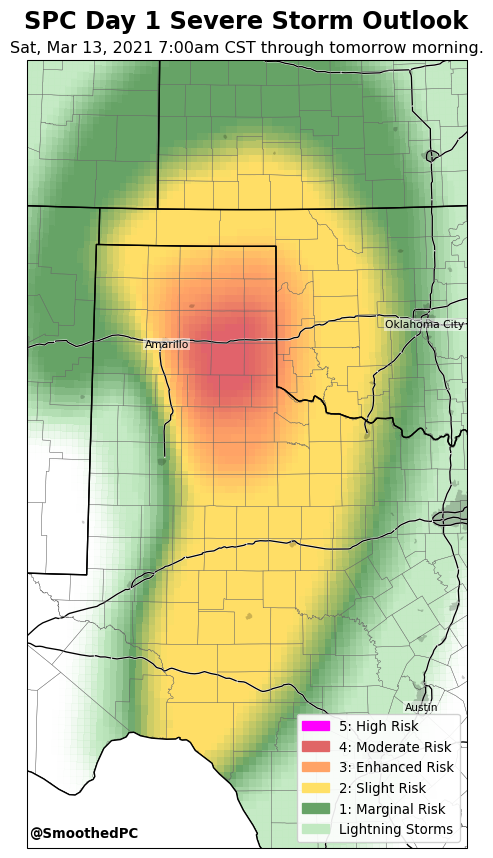 SPC Day 1 Severe Storm Outlook
Sat, Mar 13, 2021 7:00am CST through tomorrow morning.
Oklahoma City
Amarillo
Austin
5: High Risk
4: Moderate Risk
3: Enhanced Risk
2: Slight Risk
1: Marginal Risk
Lightning Storms
@SmoothedPC